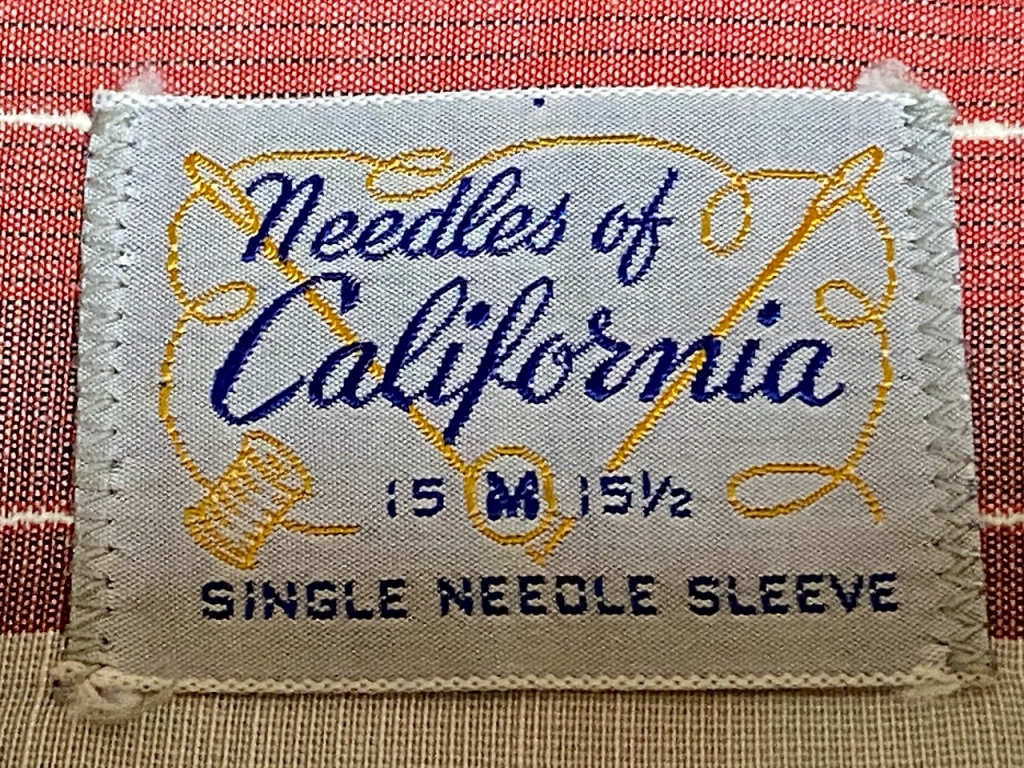 Needles of
California
15 M 15½
SINGLE NEEDLE SLEEVE